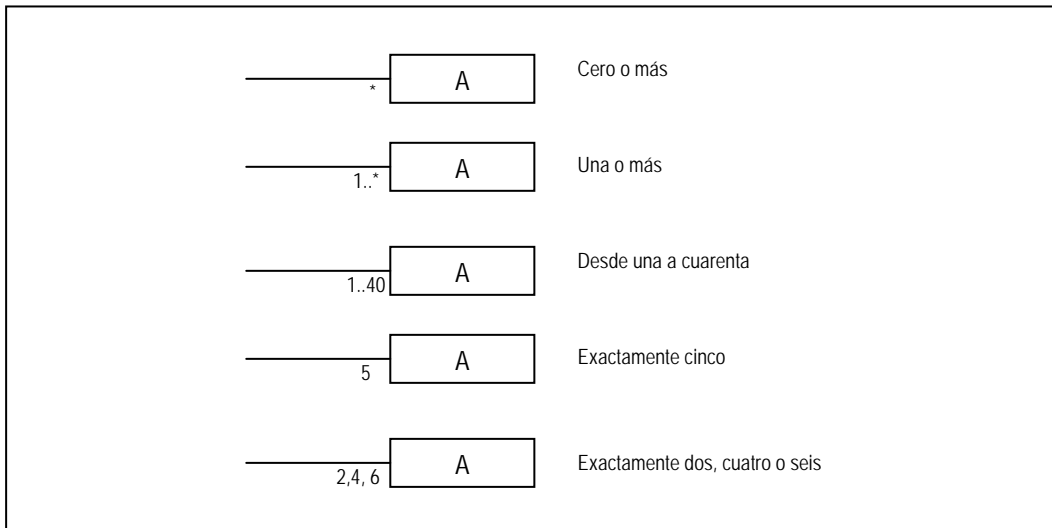 A
Cero o más
*
A
Una o más
1..*
A
Desde una a cuarenta
1..40
A
Exactamente cinco
5
A
Exactamente dos, cuatro o seis
2,4, 6